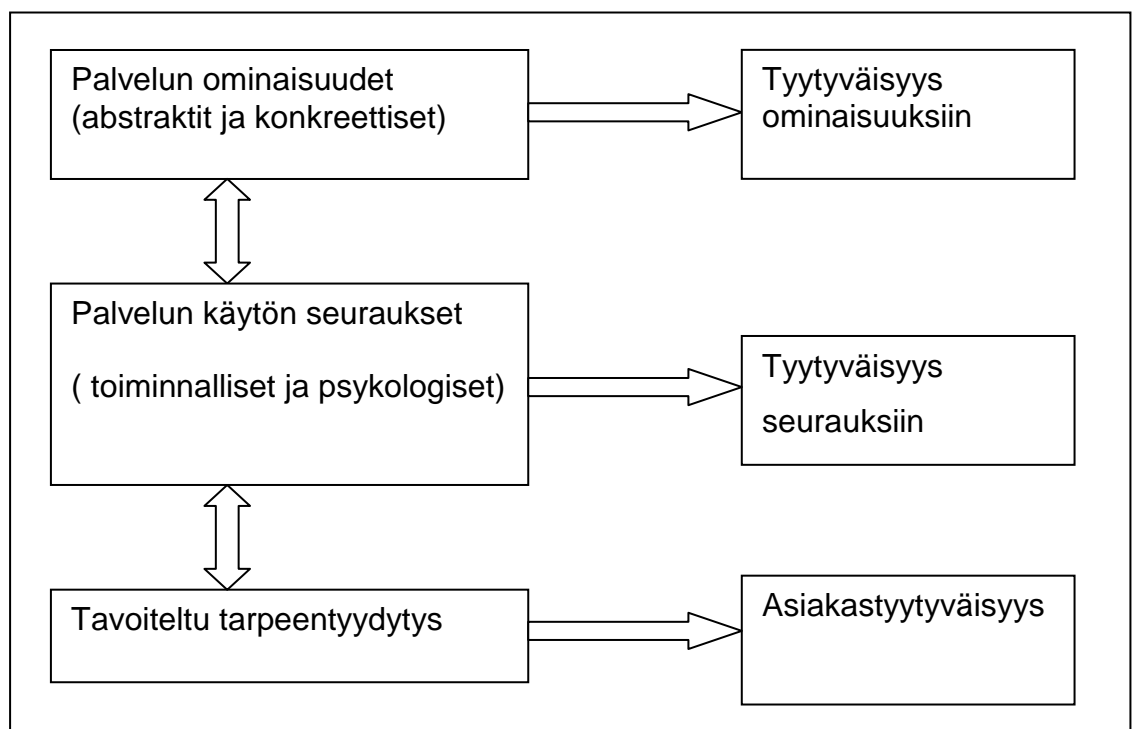 Palvelun ominaisuudet
(abstraktit ja konkreettiset)
Tyytyväisyys
ominaisuuksiin
Palvelun käytön seuraukset
( toiminnalliset ja psykologiset)
Tyytyväisyys
seurauksiin
Tavoiteltu tarpeentyydytys
Asiakastyytyväisyys